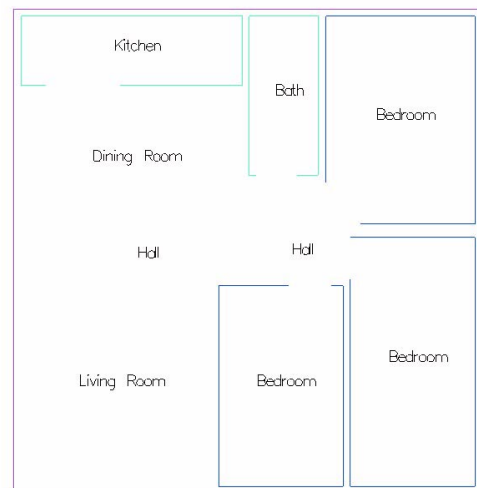 Kitchen
Bath
Bedroom
Dining Room
Hall
Hall
Living Room
Bedroom
Bedroom